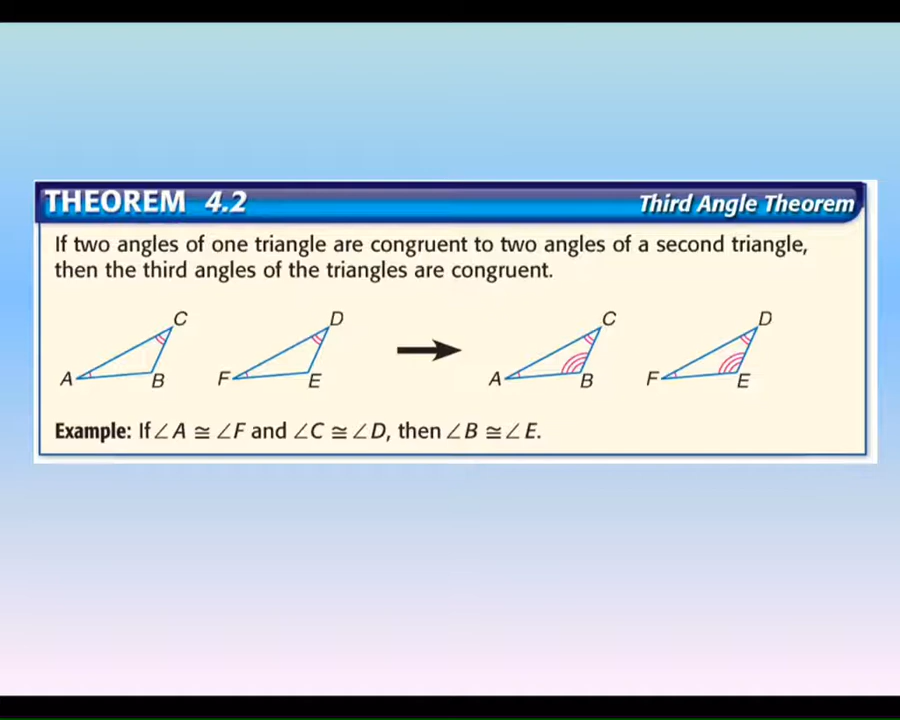 THEOREM 4.2 Third Angle Theorem
If two angles of one triangle are congruent to two angles of a second triangle,
then the third angles of the triangles are congruent.
C D C D
A B F E A B F E
Example: If ∠A ≅ ∠F and ∠C ≅ ∠D, then ∠B ≅ ∠E.